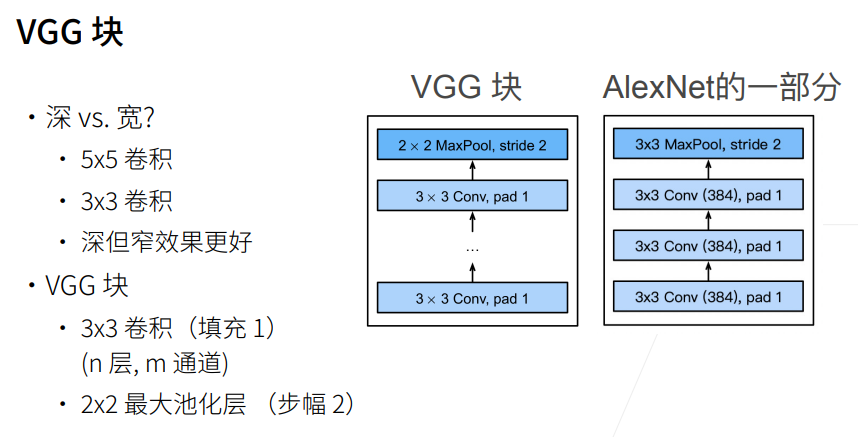 VGG 块
• 深 vs. 宽?
• 5x5 卷积
• 3x3 卷积
• 深但窄效果更好
• VGG 块
• 3x3 卷积（填充 1）
(n 层, m 通道)
• 2x2 最大池化层 （步幅 2）
VGG 块
2 × 2 MaxPool, stride 2
3 × 3 Conv, pad 1
...
3 × 3 Conv, pad 1
AlexNet的一部分
3x3 MaxPool, stride 2
3x3 Conv (384), pad 1
3x3 Conv (384), pad 1
3x3 Conv (384), pad 1